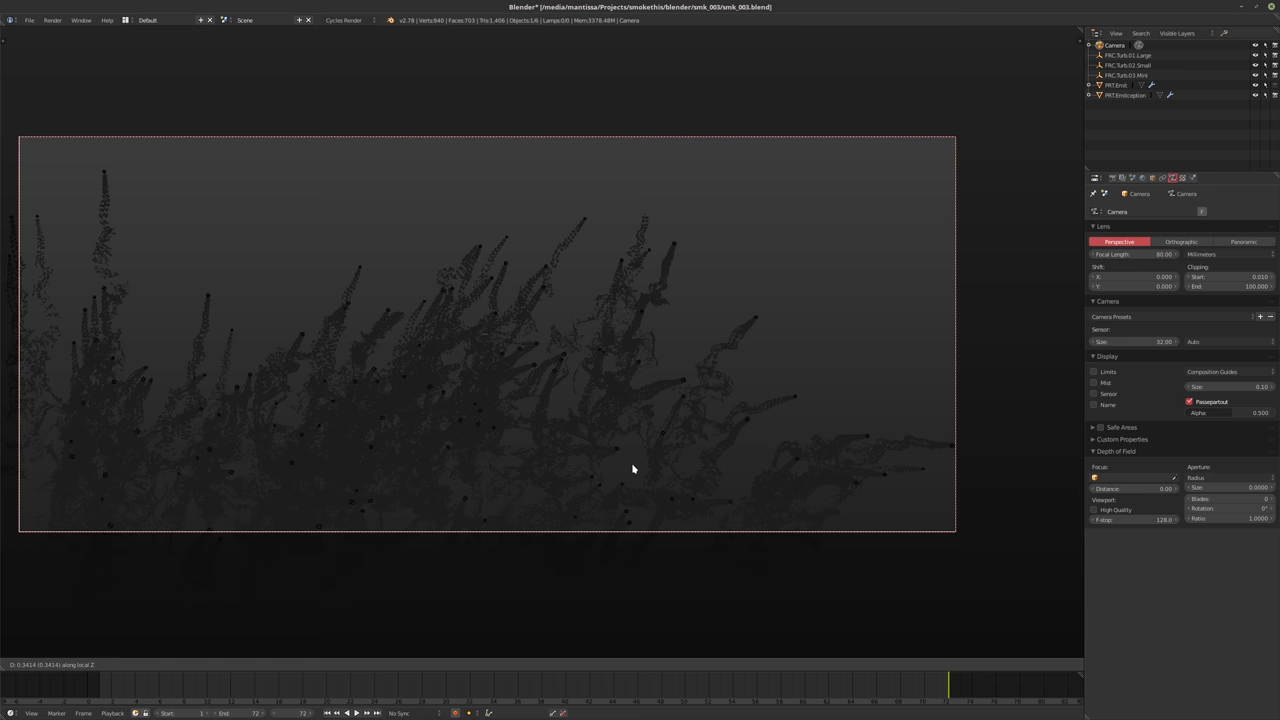 Blender* [/media/mantissa/Projects/smokethis/blender/smk_003/smk_003.blend]
File Render Window Help Default Scene Cycles Render v2.78 | Verts:940 | Faces:703 | Tris:1,406 | Objects:1/6 | Lamps:0/0 | Mem:3378.48M | Camera
View Search Visible Layers
Camera
FRC.Turb.01.Large
FRC.Turb.02.Small
FRC.Turb.03.Mini
PRT.Emit
PRT.Emitception
Camera Camera
Camera F
Lens
Perspective Orthographic Panoramic
Focal Length: 80.00 Millimeters
Shift: Clipping:
X: 0.000 Start: 0.010
Y: 0.000 End: 100.000
Camera
Camera Presets
Sensor:
Size: 32.00 Auto
Display
Limits Composition Guides
Mist Size: 0.10
Sensor Passepartout
Name Alpha: 0.500
Safe Areas
Custom Properties
Depth of Field
Focus: Aperture:
Radius
Distance: 0.00 Size: 0.0000
Viewport: Blades: 0
High Quality Rotation: 0°
F-stop: 128.0 Ratio: 1.0000
D: 0.3414 (0.3414) along local Z
View Marker Frame Playback Start: 1 End: 72 72 No Sync